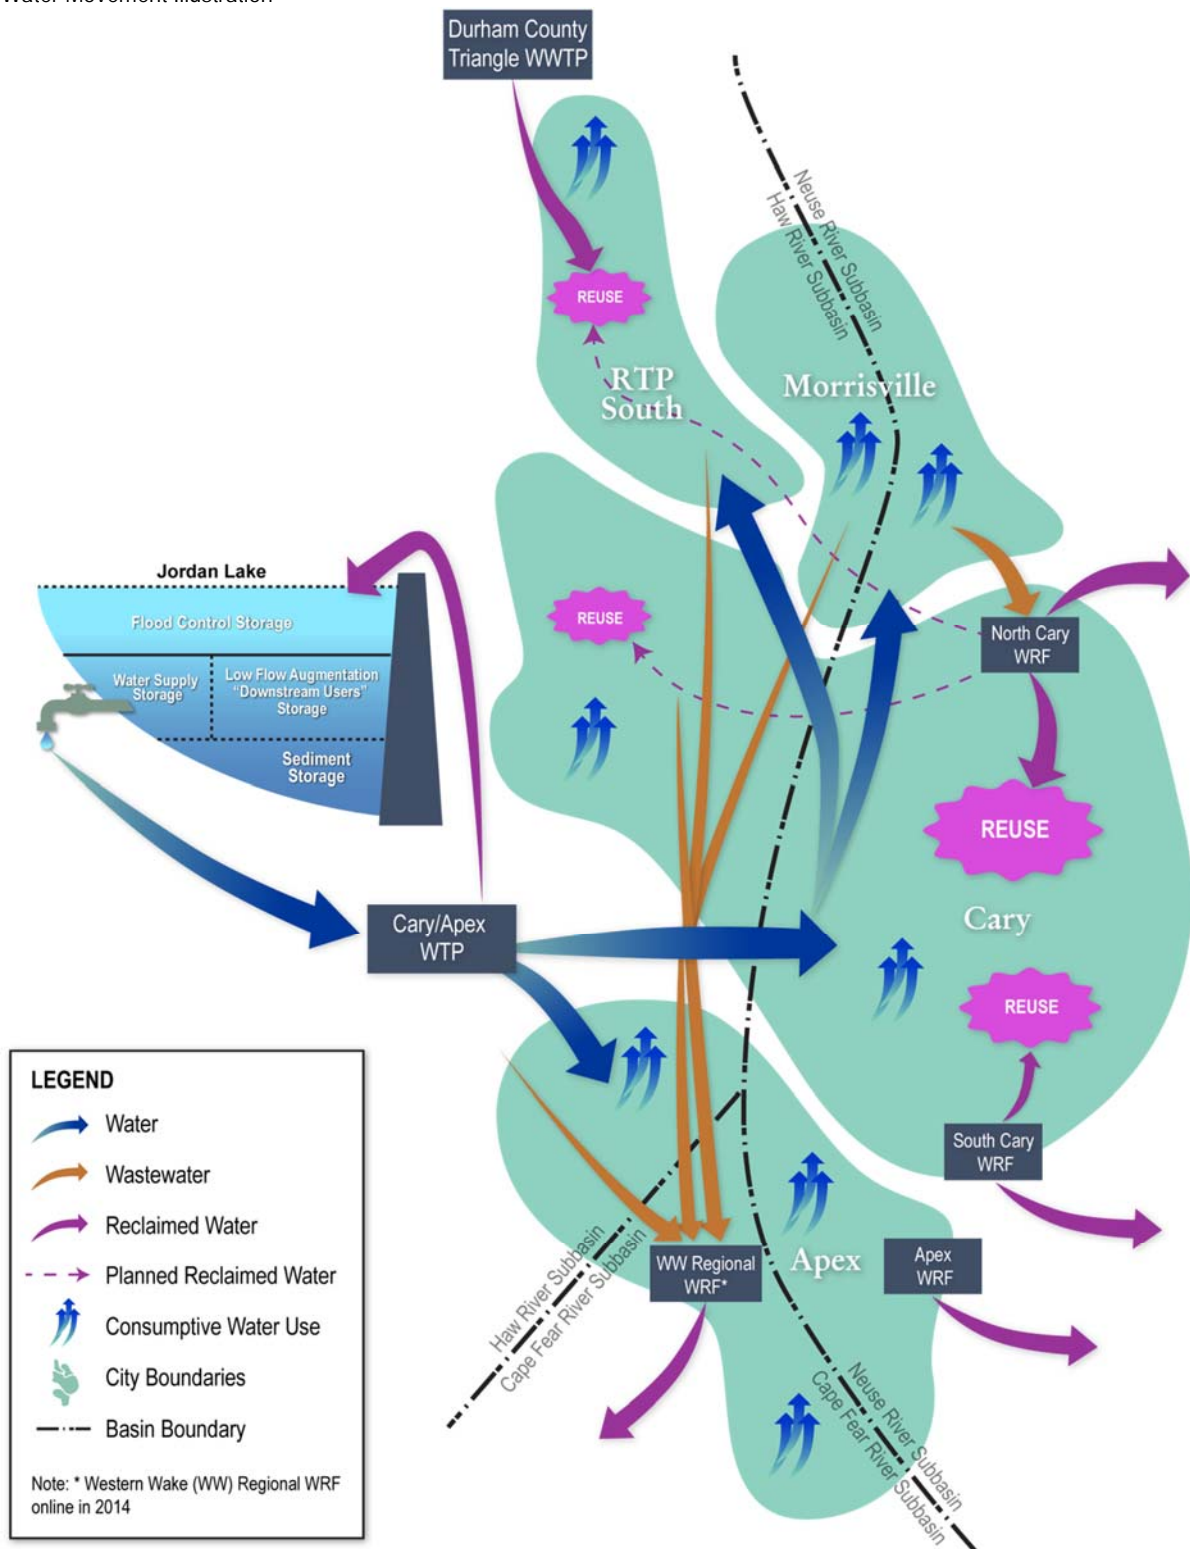 Water Movement Illustration
Durham County
Triangle WWTP
Neuse River Subbasin
Haw River Subbasin
REUSE
RTP
South
Morrisville
Jordan Lake
Flood Control Storage
Water Supply
Storage
Low Flow Augmentation
"Downstream Users"
Storage
Sediment
Storage
REUSE
North Cary
WRF
REUSE
Cary
Cary/Apex
WTP
REUSE
South Cary
WRF
WW Regional
WRF*
Apex
Apex
WRF
Haw River Subbasin
Cape Fear River Subbasin
Neuse River Subbasin
Cape Fear River Subbasin
LEGEND
Water
Wastewater
Reclaimed Water
Planned Reclaimed Water
Consumptive Water Use
City Boundaries
Basin Boundary
Note: * Western Wake (WW) Regional WRF
online in 2014